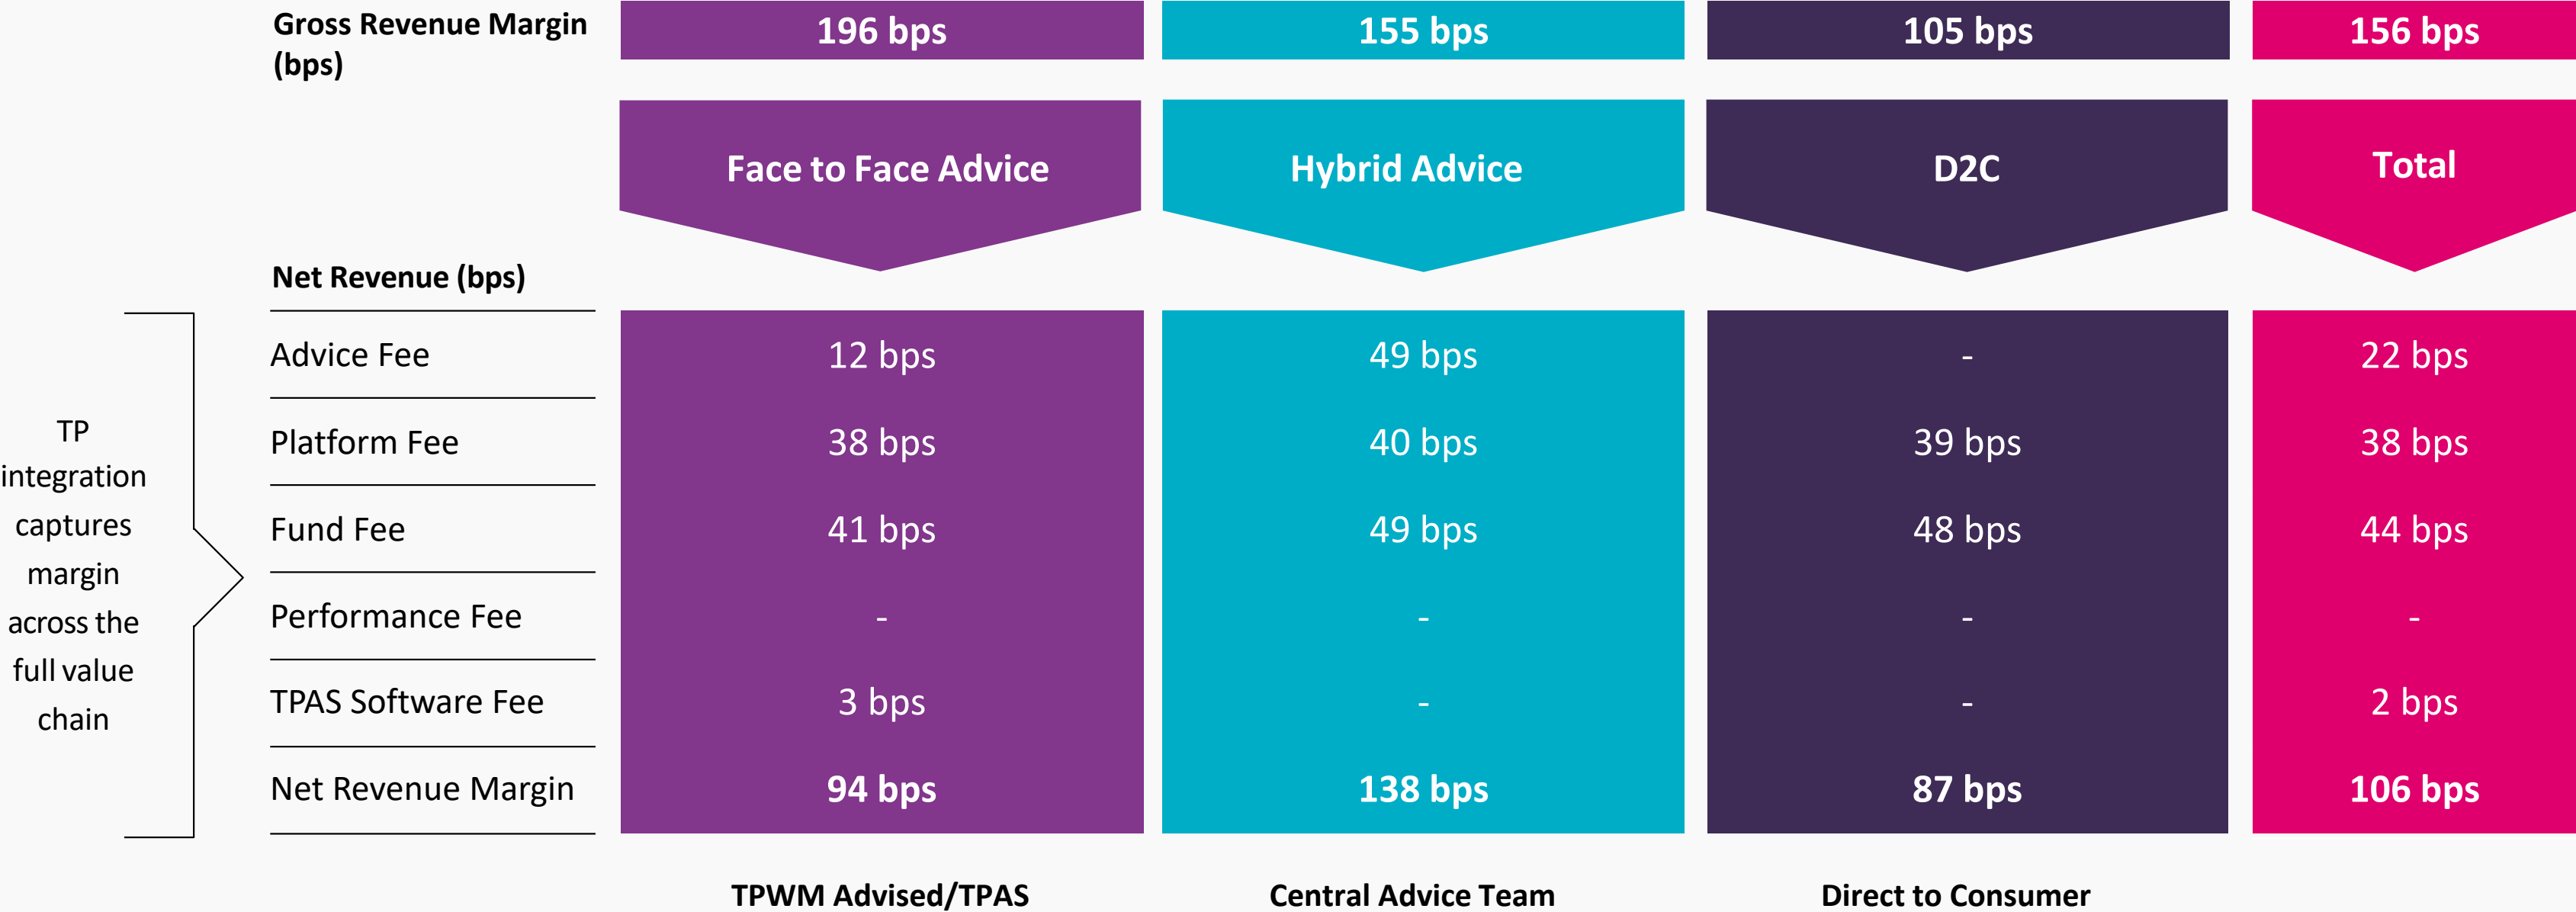 Gross Revenue Margin
(bps)
196 bps
155 bps
105 bps
156 bps
Face to Face Advice
Hybrid Advice
D2C
Total
Net Revenue (bps)
Advice Fee
12 bps
49 bps
-
22 bps
Platform Fee
38 bps
40 bps
39 bps
38 bps
Fund Fee
41 bps
49 bps
48 bps
44 bps
Performance Fee
-
-
-
-
TPAS Software Fee
3 bps
-
-
2 bps
Net Revenue Margin
94 bps
138 bps
87 bps
106 bps
TP
integration
captures
margin
across the
full value
chain
TPWM Advised/TPAS
Central Advice Team
Direct to Consumer